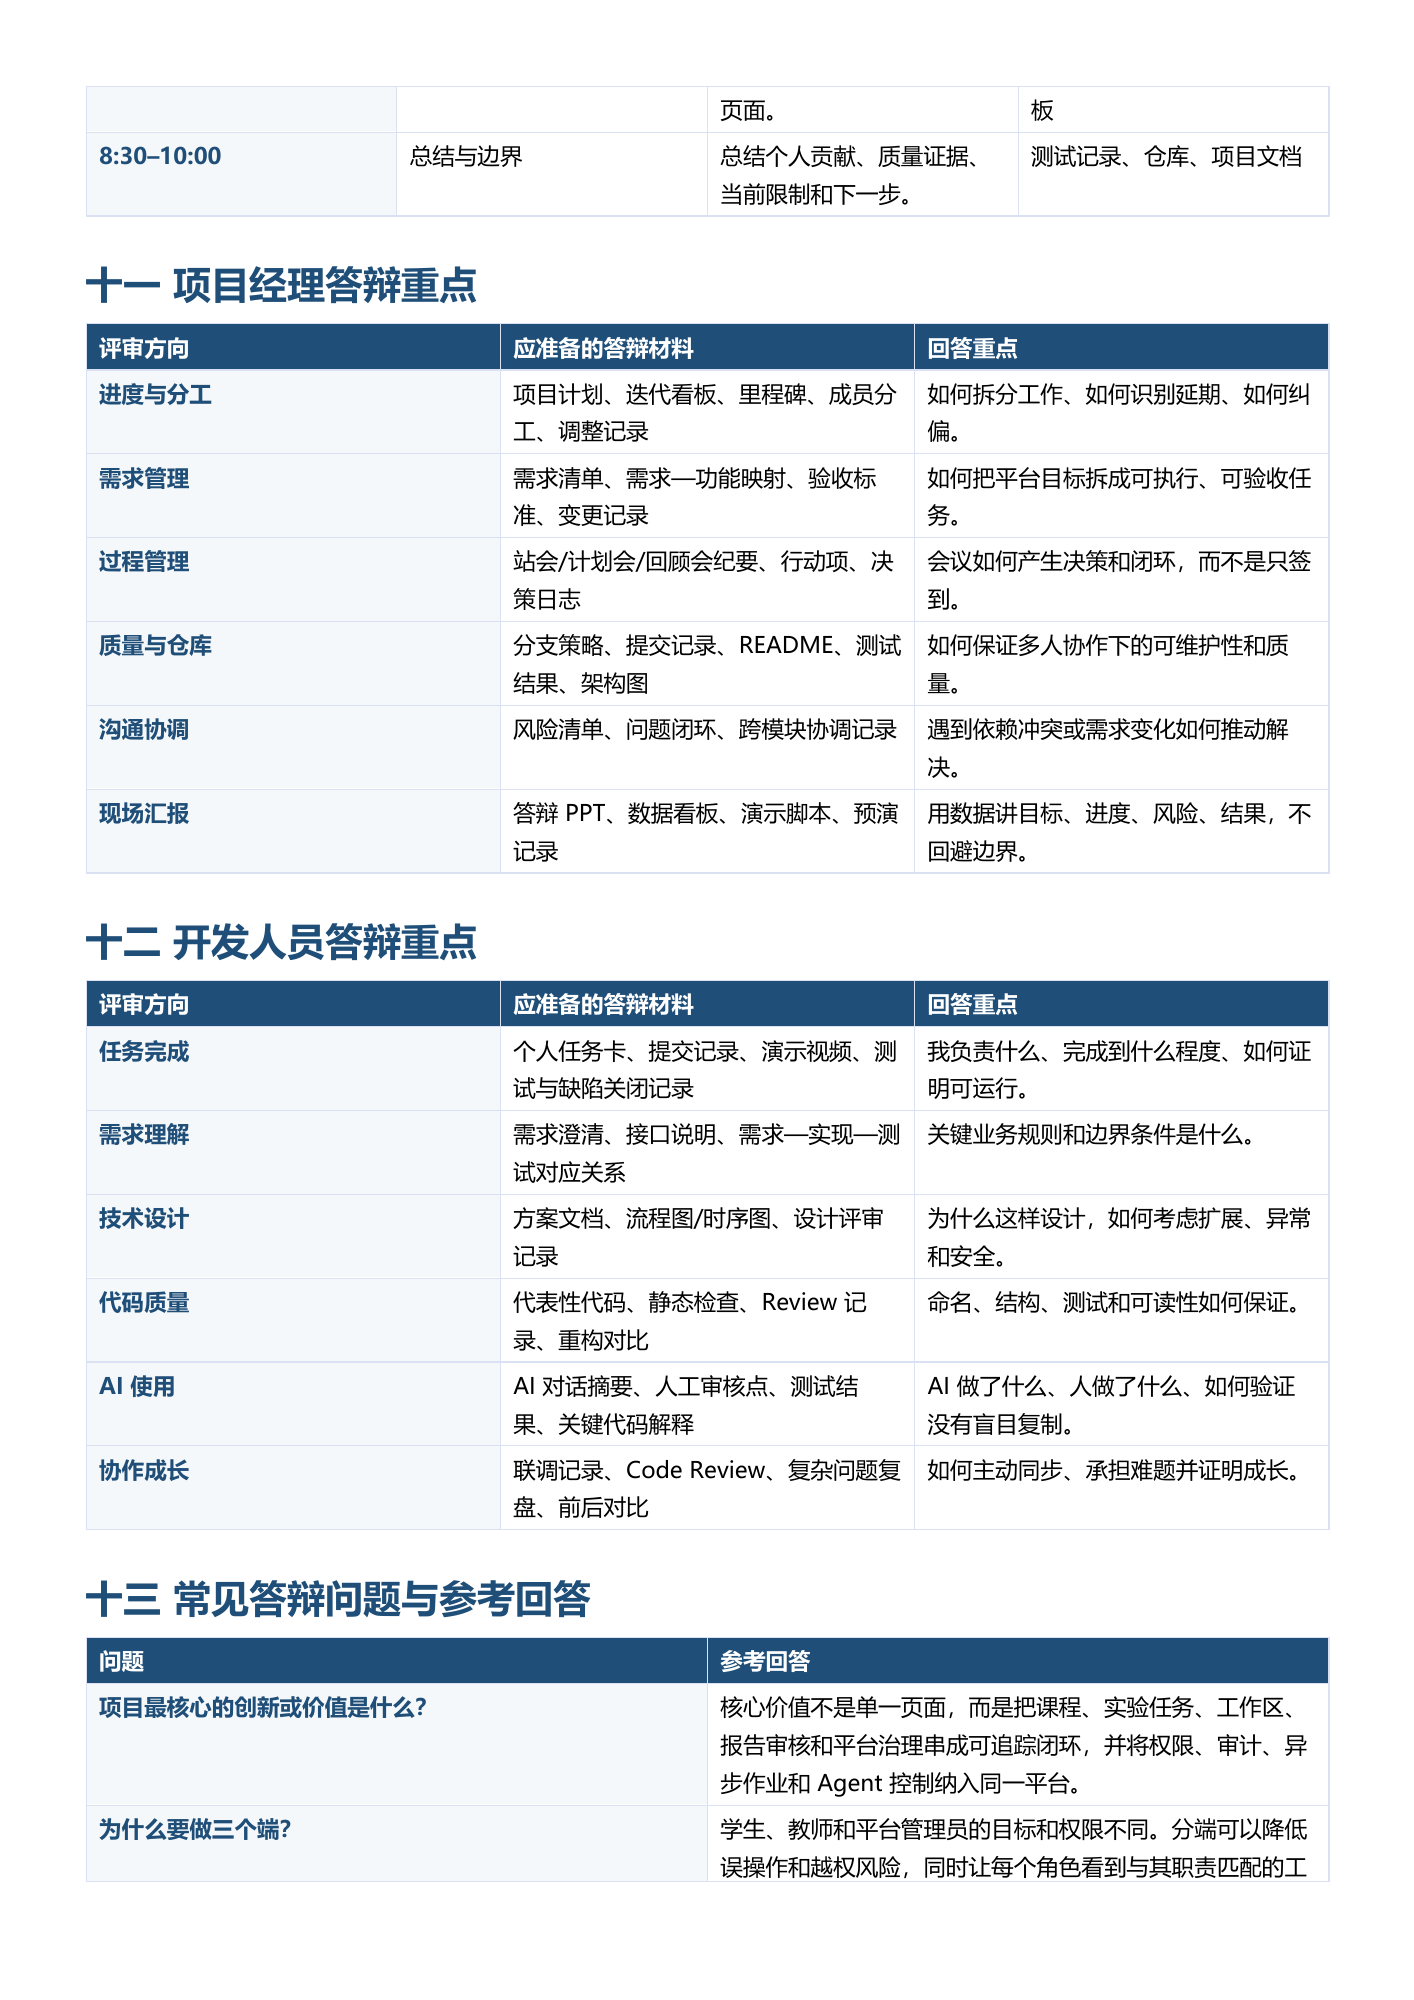 页面。
板
8:30–10:00
总结与边界
总结个人贡献、质量证据、
当前限制和下一步。
测试记录、仓库、项目文档
十一 项目经理答辩重点
评审方向
应准备的答辩材料
回答重点
进度与分工
项目计划、迭代看板、里程碑、成员分
工、调整记录
如何拆分工作、如何识别延期、如何纠
偏。
需求管理
需求清单、需求—功能映射、验收标
准、变更记录
如何把平台目标拆成可执行、可验收任
务。
过程管理
站会/计划会/回顾会纪要、行动项、决
策日志
会议如何产生决策和闭环，而不是只签
到。
质量与仓库
分支策略、提交记录、README、测试
结果、架构图
如何保证多人协作下的可维护性和质
量。
沟通协调
风险清单、问题闭环、跨模块协调记录
遇到依赖冲突或需求变化如何推动解
决。
现场汇报
答辩 PPT、数据看板、演示脚本、预演
记录
用数据讲目标、进度、风险、结果，不
回避边界。
十二 开发人员答辩重点
评审方向
应准备的答辩材料
回答重点
任务完成
个人任务卡、提交记录、演示视频、测
试与缺陷关闭记录
我负责什么、完成到什么程度、如何证
明可运行。
需求理解
需求澄清、接口说明、需求—实现—测
试对应关系
关键业务规则和边界条件是什么。
技术设计
方案文档、流程图/时序图、设计评审
记录
为什么这样设计，如何考虑扩展、异常
和安全。
代码质量
代表性代码、静态检查、Review 记
录、重构对比
命名、结构、测试和可读性如何保证。
AI 使用
AI 对话摘要、人工审核点、测试结
果、关键代码解释
AI 做了什么、人做了什么、如何验证
没有盲目复制。
协作成长
联调记录、Code Review、复杂问题复
盘、前后对比
如何主动同步、承担难题并证明成长。
十三 常见答辩问题与参考回答
问题
参考回答
项目最核心的创新或价值是什么？
核心价值不是单一页面，而是把课程、实验任务、工作区、
报告审核和平台治理串成可追踪闭环，并将权限、审计、异
步作业和 Agent 控制纳入同一平台。
为什么要做三个端？
学生、教师和平台管理员的目标和权限不同。分端可以降低
误操作和越权风险，同时让每个角色看到与其职责匹配的工